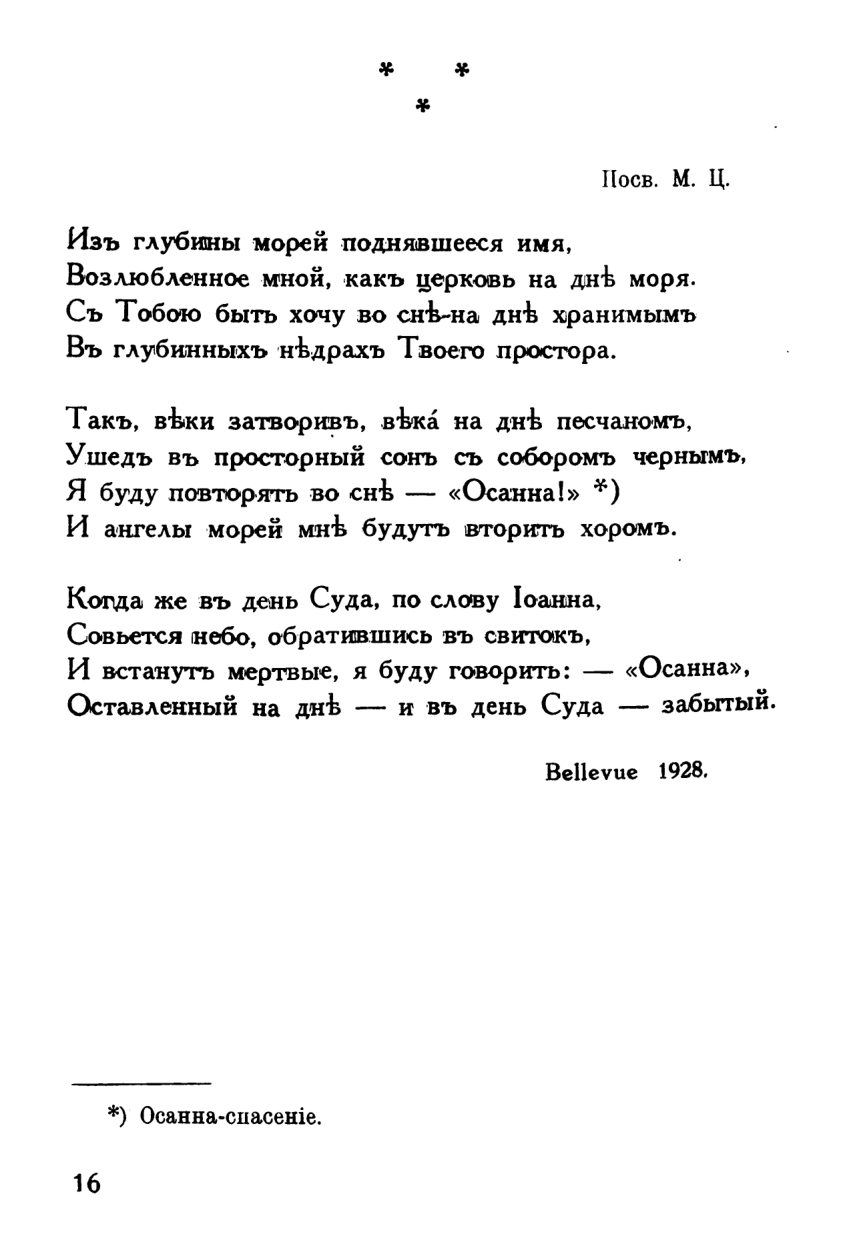 * *
*
Посв. М. Ц.
Изъ глубины морей поднявшееся имя,
Возлюбленное мной, какъ церковь на днѣ моря.
Съ Тобою быть хочу во снѣ-на днѣ хранимымъ
Въ глубинныхъ нѣдрахъ Твоего простора.
Такъ, вѣки затворивъ, вѣка́ на днѣ песчаномъ,
Ушедъ въ просторный сонъ съ соборомъ чернымъ,
Я буду повторять во снѣ — «Осанна!» *)
И ангелы морей мнѣ будутъ вторить хоромъ.
Когда же въ день Суда, по слову Іоанна,
Совьется небо, обратившись въ свитокъ,
И встанутъ мертвые, я буду говорить: — «Осанна»,
Оставленный на днѣ — и въ день Суда — забытый.
Bellevue 1928.
*) Осанна-спасеніе.
16